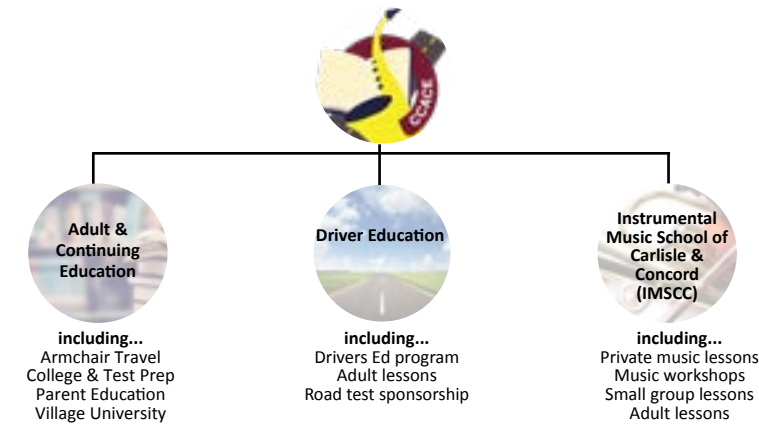 CCACE
Adult &
Continuing
Education
including...
Armchair Travel
College & Test Prep
Parent Education
Village University
Driver Education
including...
Drivers Ed program
Adult lessons
Road test sponsorship
Instrumental
Music School of
Carlisle &
Concord
(IMSCC)
including...
Private music lessons
Music workshops
Small group lessons
Adult lessons